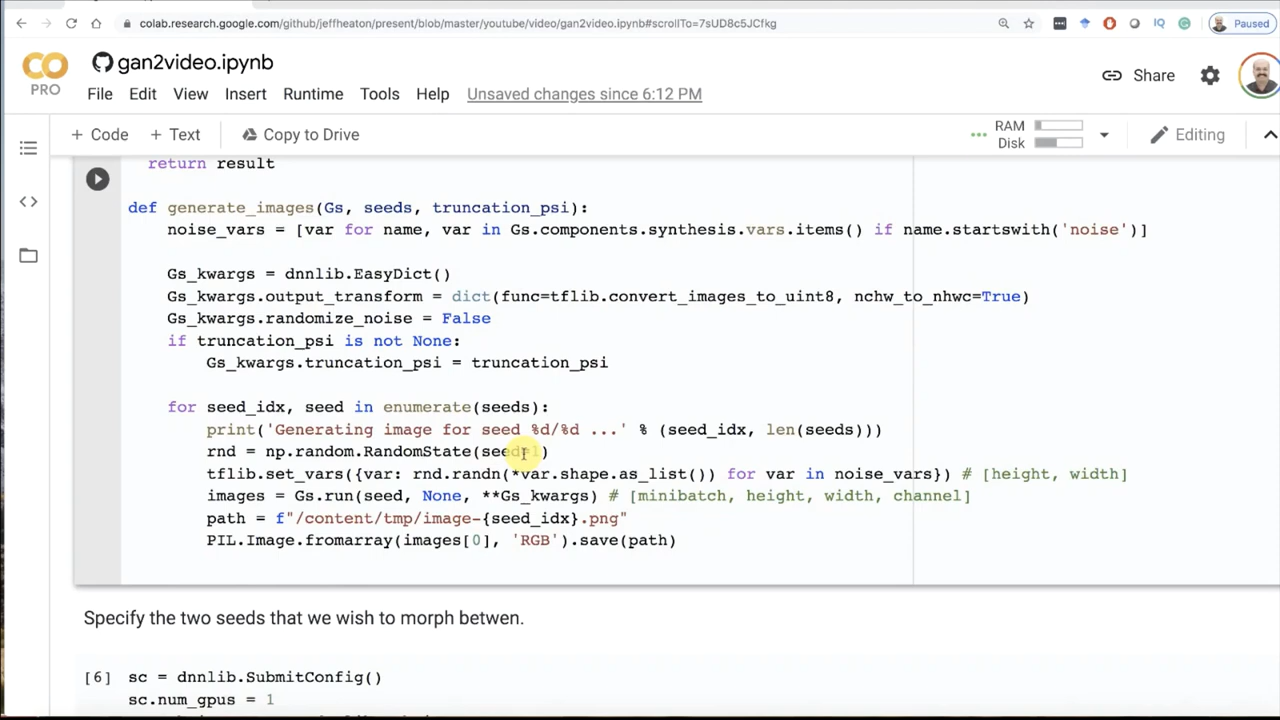 colab.research.google.com/github/jeffheaton/present/blob/master/youtube/video/gan2video.ipynb#scrollTo=7sUD8c5JCfkg
IQ
Paused
PRO
gan2video.ipynb
File Edit View Insert Runtime Tools Help Unsaved changes since 6:12 PM
Share
+ Code + Text Copy to Drive
RAM
Disk
Editing
return result
def generate_images(Gs, seeds, truncation_psi):
noise_vars = [var for name, var in Gs.components.synthesis.vars.items() if name.startswith('noise')]
Gs_kwargs = dnnlib.EasyDict()
Gs_kwargs.output_transform = dict(func=tflib.convert_images_to_uint8, nchw_to_nhwc=True)
Gs_kwargs.randomize_noise = False
if truncation_psi is not None:
Gs_kwargs.truncation_psi = truncation_psi
for seed_idx, seed in enumerate(seeds):
print('Generating image for seed %d/%d ...' % (seed_idx, len(seeds)))
rnd = np.random.RandomState(
tflib.set_vars({var: rnd.randn(*var.shape.as_list()) for var in noise_vars}) # [height, width]
images = Gs.run(seed, None, **Gs_kwargs) # [minibatch, height, width, channel]
path = f"/content/tmp/image-{seed_idx}.png"
PIL.Image.fromarray(images[0], 'RGB').save(path)
Specify the two seeds that we wish to morph betwen.
[6] sc = dnnlib.SubmitConfig()
sc.num_gpus = 1